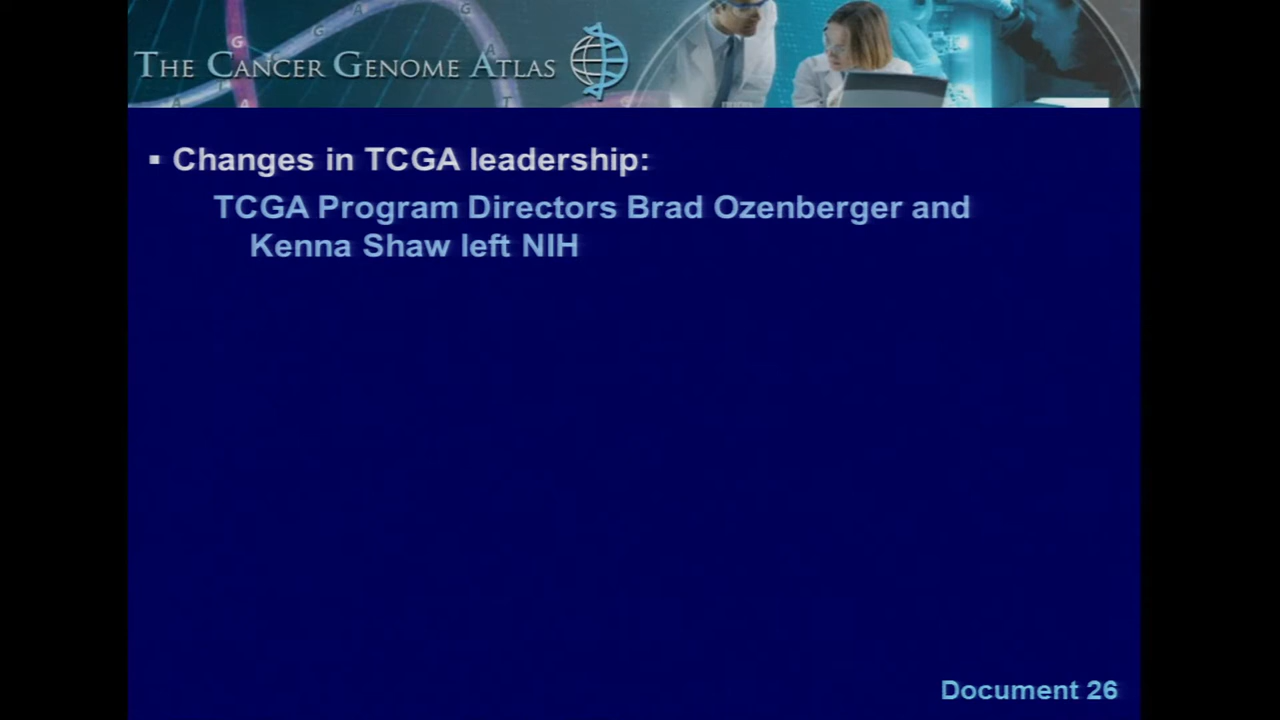 THE CANCER GENOME ATLAS
▪ Changes in TCGA leadership:
TCGA Program Directors Brad Ozenberger and
Kenna Shaw left NIH
Document 26